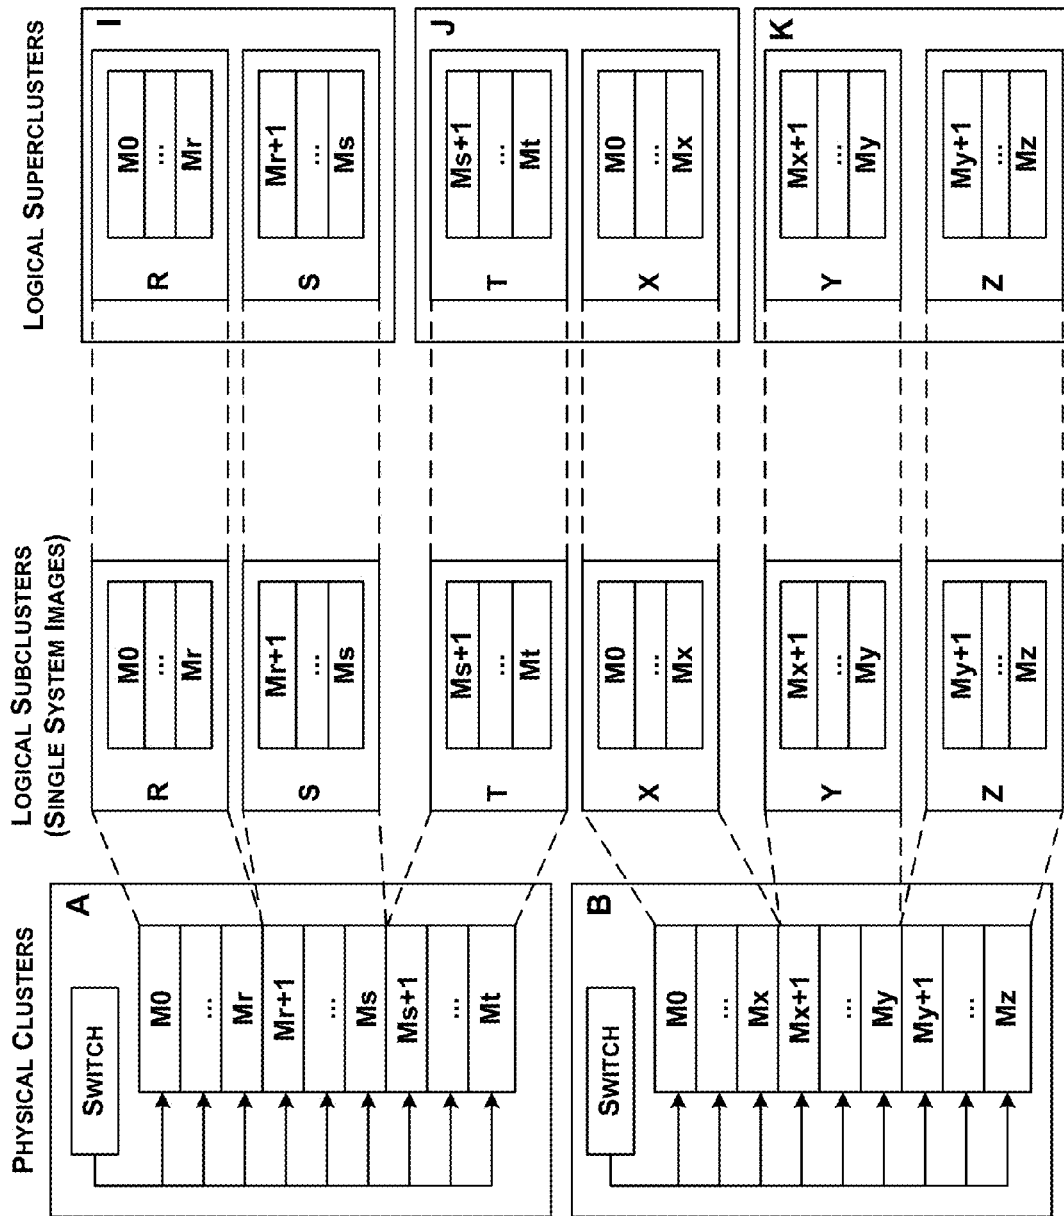 PHYSICAL CLUSTERS
A
SWITCH
M0
...
Mr
Mr+1
...
Ms
Ms+1
...
Mt
B
SWITCH
M0
...
Mx
Mx+1
...
My
My+1
...
Mz
LOGICAL SUBCLUSTERS
(SINGLE SYSTEM IMAGES)
R
M0
...
Mr
S
Mr+1
...
Ms
T
Ms+1
...
Mt
X
M0
...
Mx
Y
Mx+1
...
My
Z
My+1
...
Mz
LOGICAL SUPERCLUSTERS
I
R
M0
...
Mr
S
Mr+1
...
Ms
J
T
Ms+1
...
Mt
X
M0
...
Mx
K
Y
Mx+1
...
My
Z
My+1
...
Mz